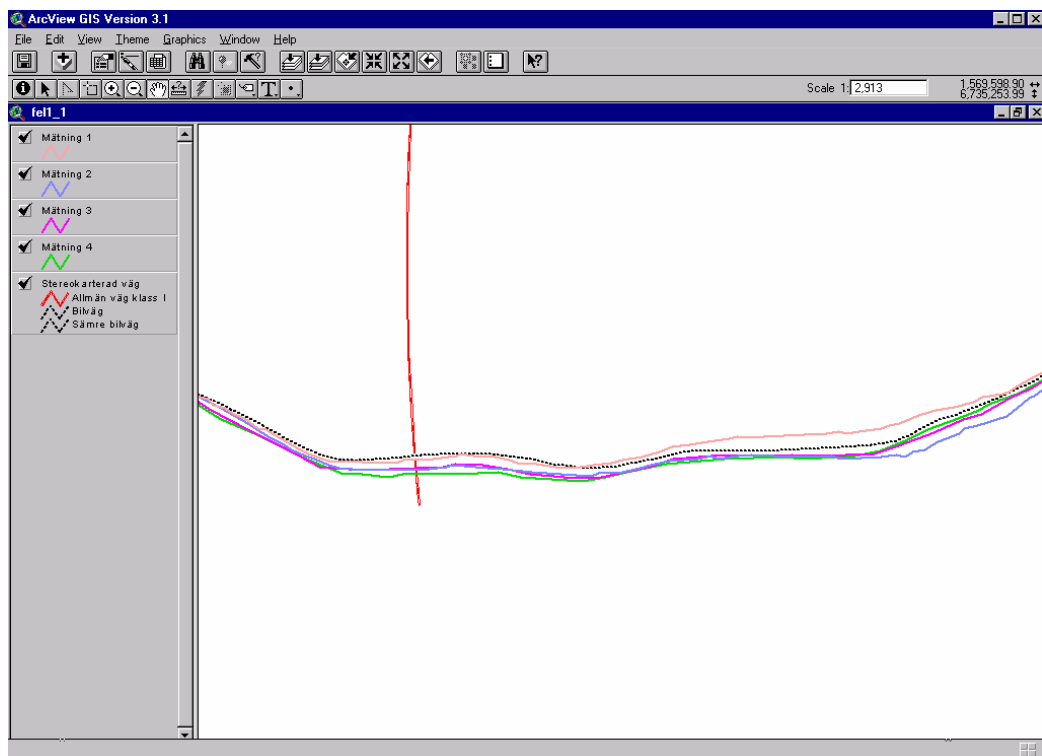 ArcView GIS Version 3.1
File Edit View Theme Graphics Window Help
Scale 1: 2,913
1,569,598.90
6,735,253.99
fel1_1
Mätning 1
Mätning 2
Mätning 3
Mätning 4
Stereokarterad väg
Allmän väg klass I
Bilväg
Sämre bilväg